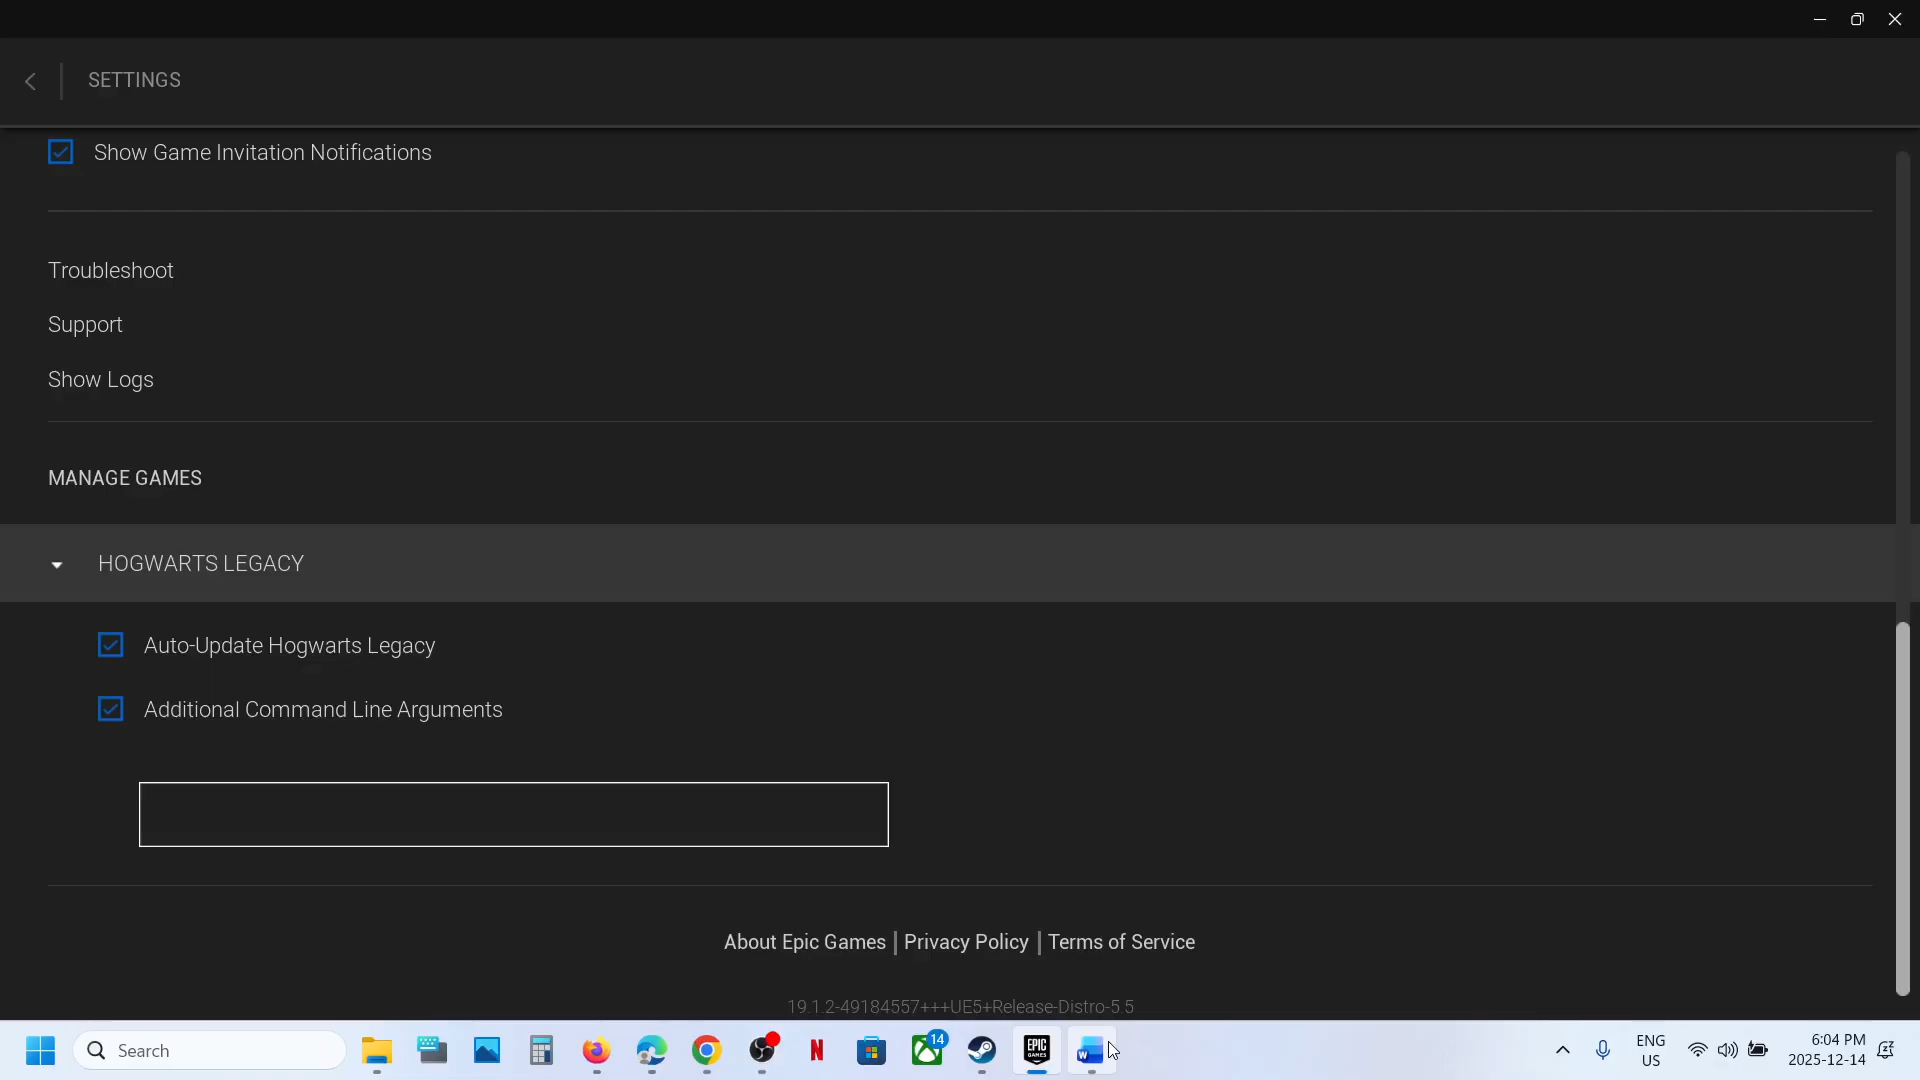 SETTINGS
Show Game Invitation Notifications
Troubleshoot
Support
Show Logs
MANAGE GAMES
HOGWARTS LEGACY
Auto-Update Hogwarts Legacy
Additional Command Line Arguments
About Epic Games | Privacy Policy | Terms of Service
19.1.2-49184557+++UE5+Release-Distro-5.5
Search
N
14
EPIC
GAMES
W
ENG
US
6:04 PM
2025-12-14